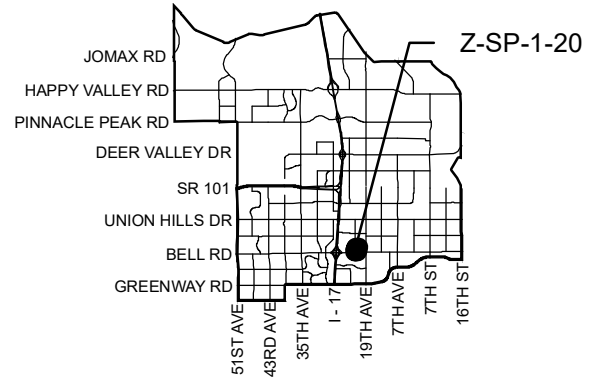 Z-SP-1-20
JOMAX RD
HAPPY VALLEY RD
PINNACLE PEAK RD
DEER VALLEY DR
SR 101
UNION HILLS DR
BELL RD
GREENWAY RD
51ST AVE
43RD AVE
35TH AVE
I - 17
19TH AVE
7TH AVE
7TH ST
16TH ST